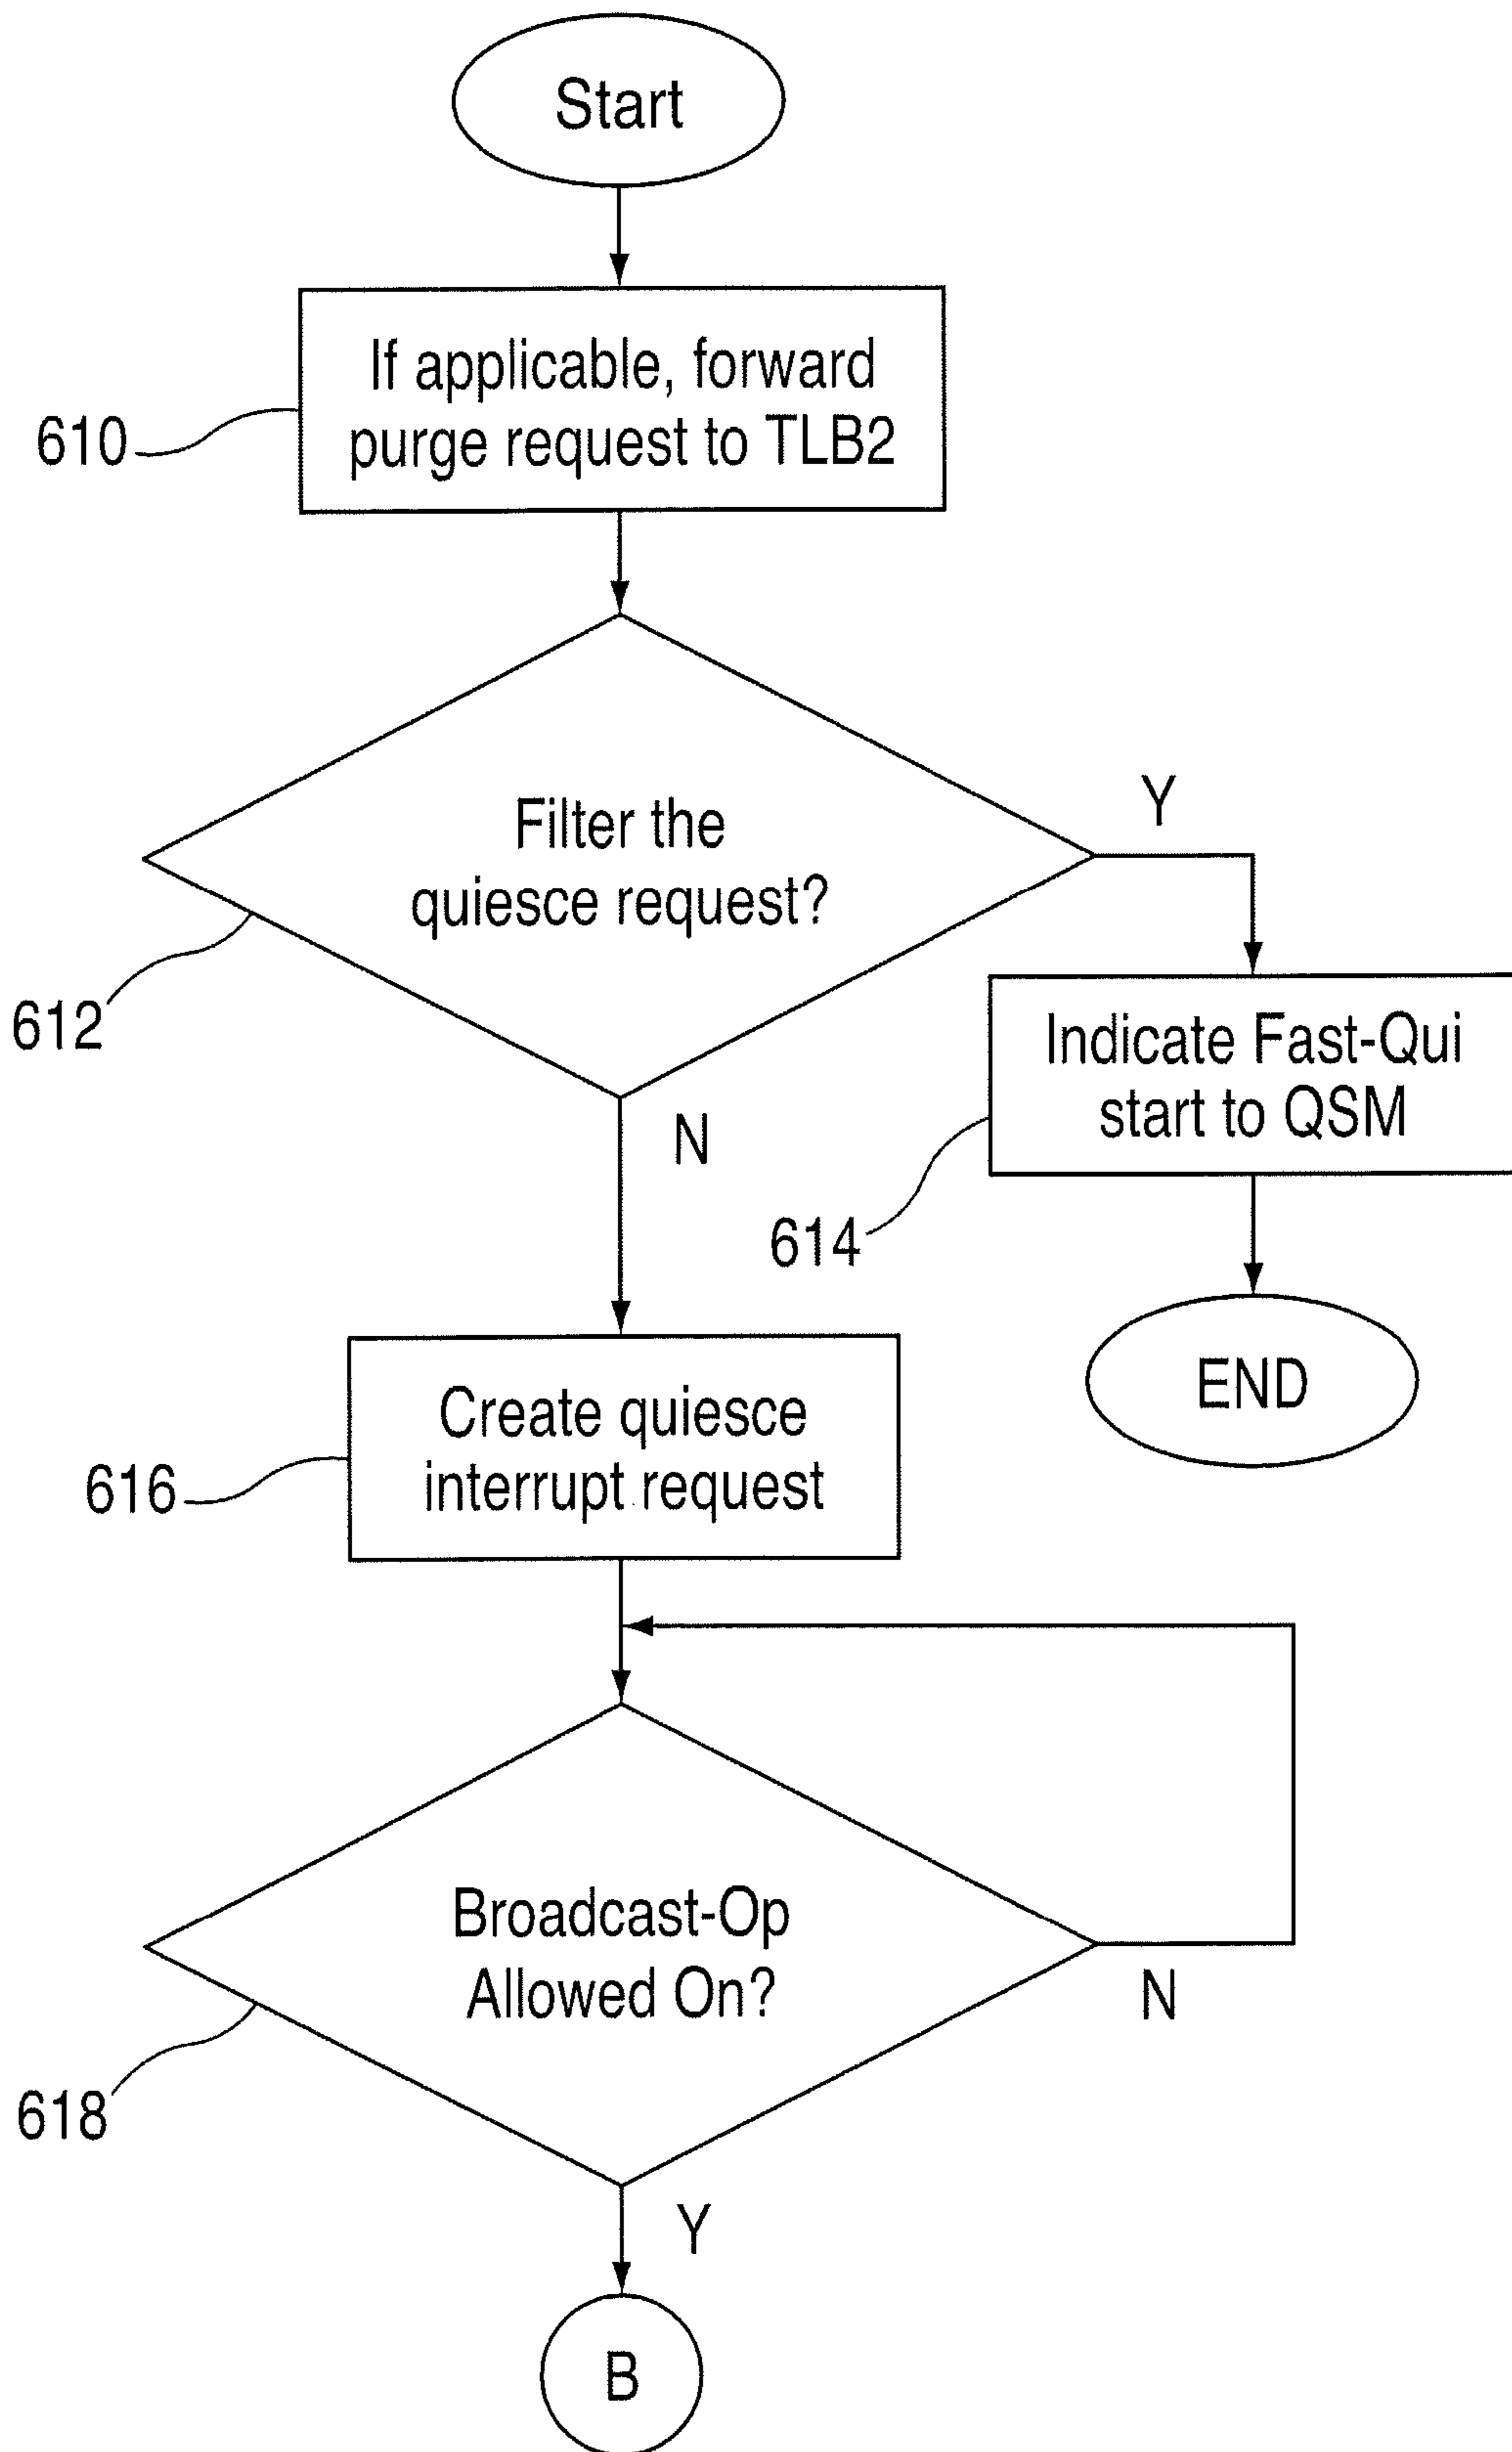 Start
If applicable, forward
purge request to TLB2
610
Filter the
quiesce request?
Y
612
N
Indicate Fast-Qui
start to QSM
614
END
Create quiesce
interrupt request
616
Broadcast-Op
Allowed On?
N
618
Y
B